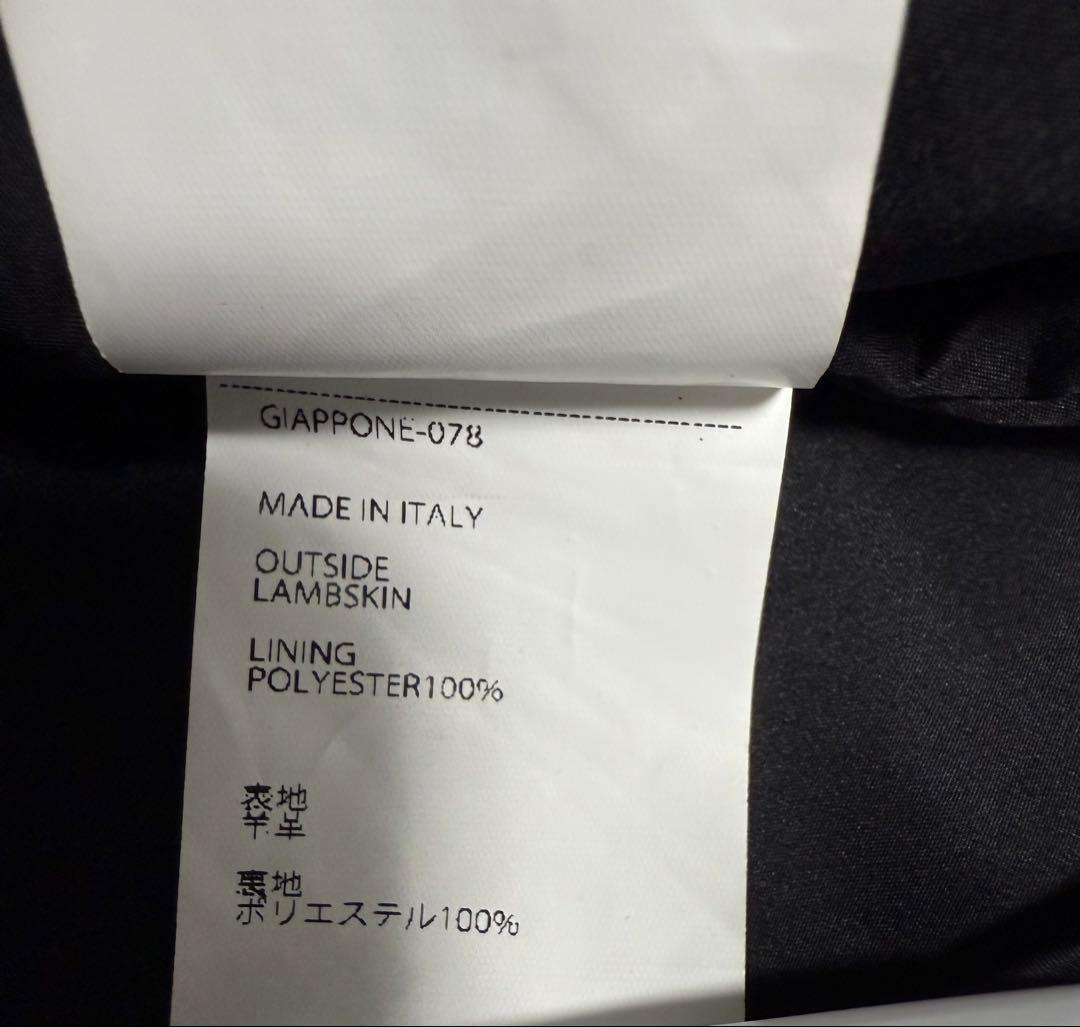 GIAPPONE-078
MADE IN ITALY
OUTSIDE
LAMBSKIN
LINING
POLYESTER100%
表地
羊革
裏地
ポリエステル100%